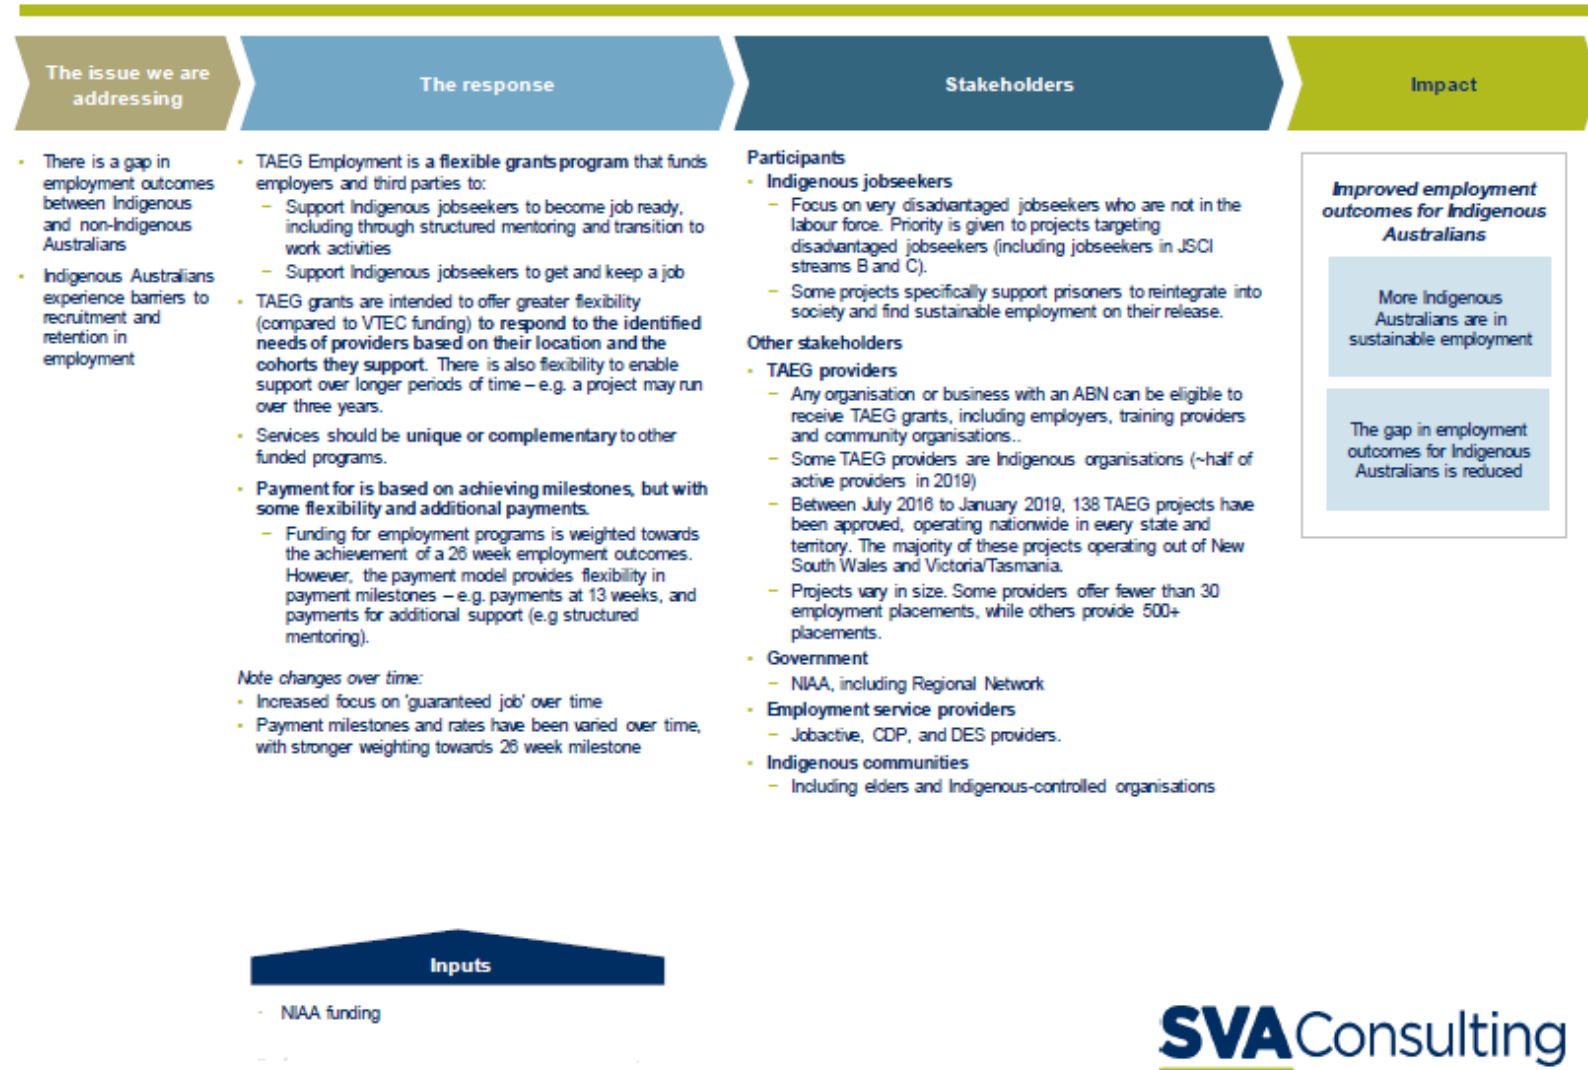 The issue we are
addressing
The response
Stakeholders
Impact
There is a gap in
employment outcomes
between Indigenous
and non-Indigenous
Australians
Indigenous Australians
experience barriers to
recruitment and
retention in
employment
TAEG Employment is a flexible grants program that funds
employers and third parties to:
Support Indigenous jobseekers to become job ready,
including through structured mentoring and transition to
work activities
Support Indigenous jobseekers to get and keep a job
TAEG grants are intended to offer greater flexibility
(compared to VTEC funding) to respond to the identified
needs of providers based on their location and the
cohorts they support. There is also flexibility to enable
support over longer periods of time – e.g. a project may run
over three years.
Services should be unique or complementary to other
funded programs.
Payment for is based on achieving milestones, but with
some flexibility and additional payments.
Funding for employment programs is weighted towards
the achievement of a 26 week employment outcomes.
However, the payment model provides flexibility in
payment milestones – e.g. payments at 13 weeks, and
payments for additional support (e.g structured
mentoring).
Note changes over time:
Increased focus on 'guaranteed job' over time
Payment milestones and rates have been varied over time,
with stronger weighting towards 26 week milestone
Participants
Indigenous jobseekers
Focus on very disadvantaged jobseekers who are not in the
labour force. Priority is given to projects targeting
disadvantaged jobseekers (including jobseekers in JSCI
streams B and C).
Some projects specifically support prisoners to reintegrate into
society and find sustainable employment on their release.
Other stakeholders
TAEG providers
Any organisation or business with an ABN can be eligible to
receive TAEG grants, including employers, training providers
and community organisations..
Some TAEG providers are Indigenous organisations (~half of
active providers in 2019)
Between July 2016 to January 2019, 138 TAEG projects have
been approved, operating nationwide in every state and
territory. The majority of these projects operating out of New
South Wales and Victoria/Tasmania.
Projects vary in size. Some providers offer fewer than 30
employment placements, while others provide 500+
placements.
Government
NIAA, including Regional Network
Employment service providers
Jobactive, CDP, and DES providers.
Indigenous communities
Including elders and Indigenous-controlled organisations
Improved employment
outcomes for Indigenous
Australians
More Indigenous
Australians are in
sustainable employment
The gap in employment
outcomes for Indigenous
Australians is reduced
Inputs
NIAA funding
SVA Consulting